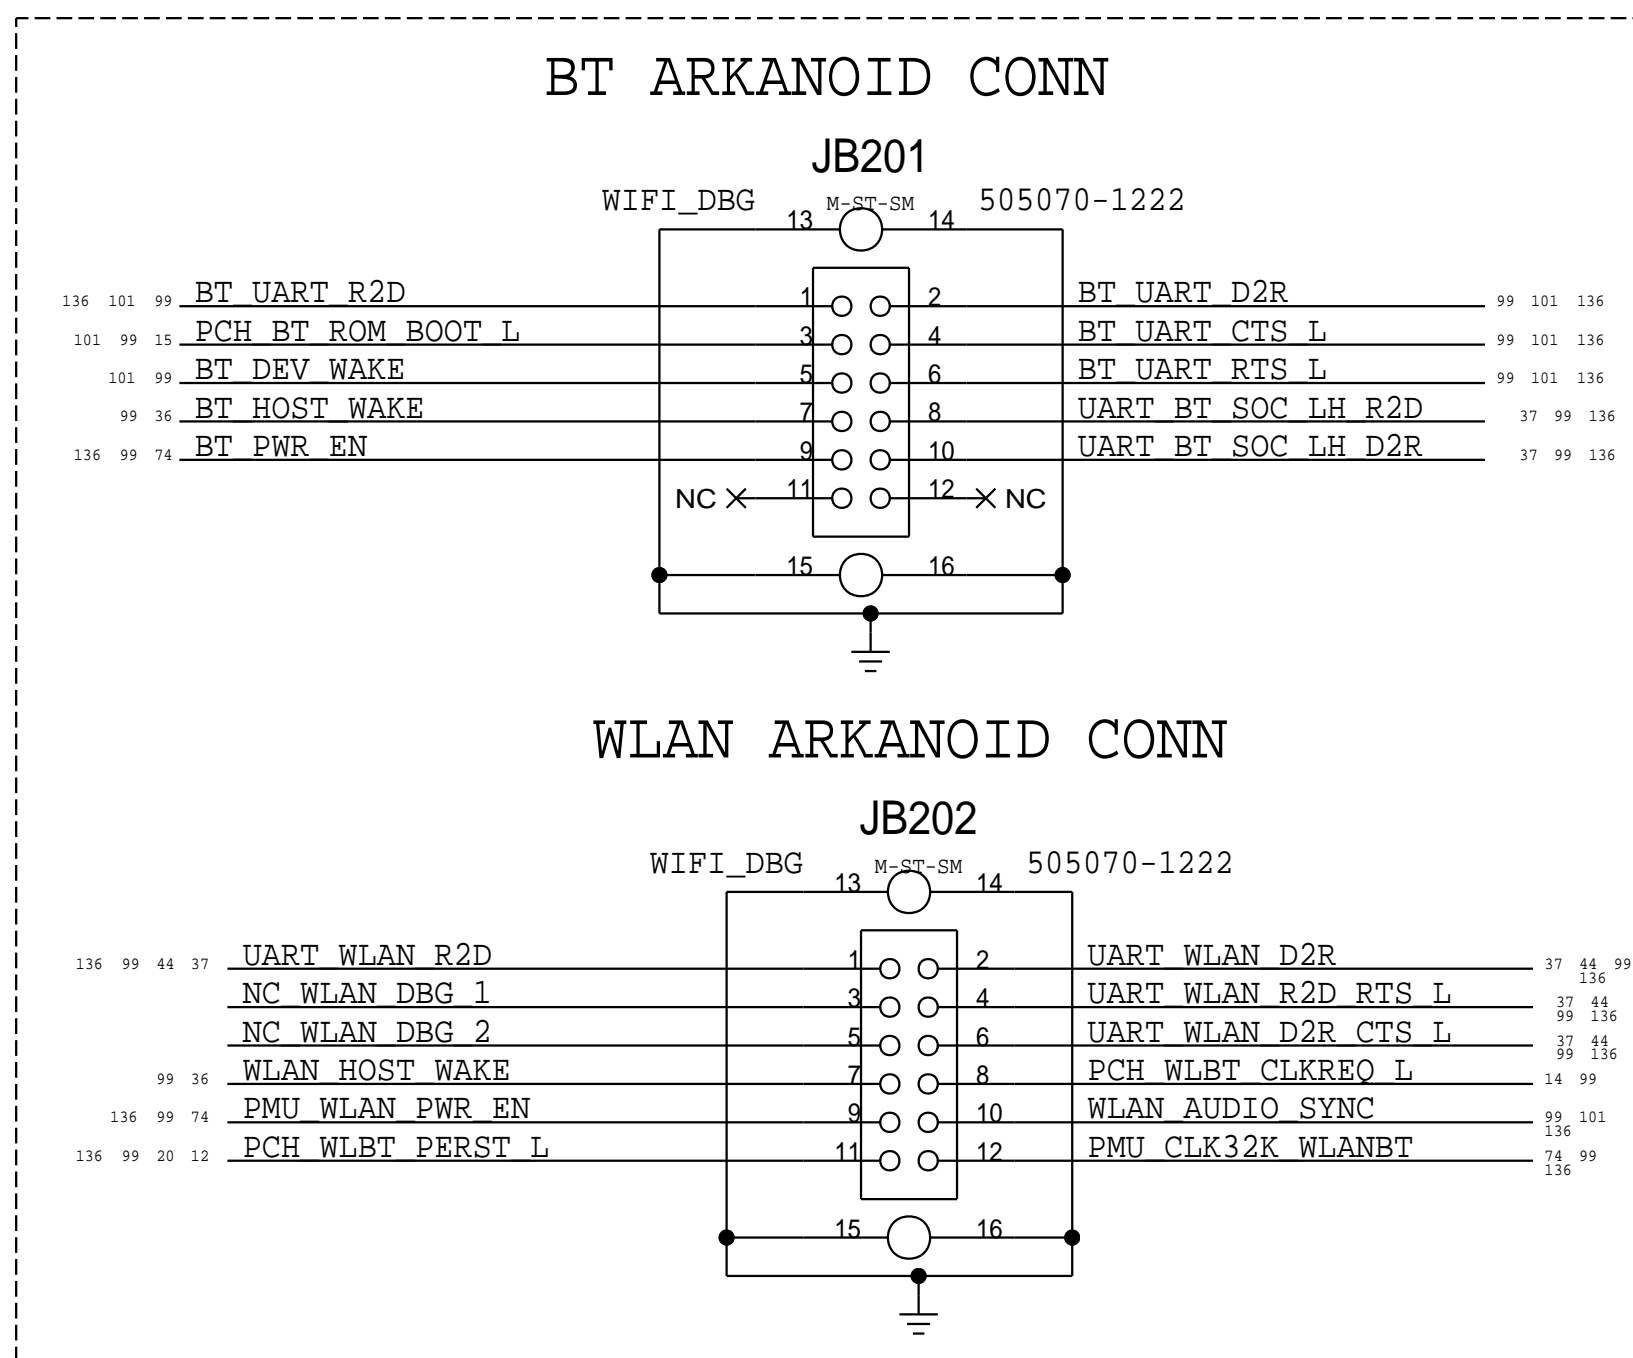 BT ARKANOID CONN
JB201
WIFI_DBG M-ST-SM 505070-1222
13 14
136 101 99 BT_UART_R2D 1 2 BT_UART_D2R 99 101 136
101 99 15 PCH_BT_ROM_BOOT_L 3 4 BT_UART_CTS_L 99 101 136
101 99 BT_DEV_WAKE 5 6 BT_UART_RTS_L 99 101 136
99 36 BT_HOST_WAKE 7 8 UART_BT_SOC_LH_R2D 37 99 136
136 99 74 BT_PWR_EN 9 10 UART_BT_SOC_LH_D2R 37 99 136
NC 11 12 NC
15 16
WLAN ARKANOID CONN
JB202
WIFI_DBG M-ST-SM 505070-1222
13 14
136 99 44 37 UART_WLAN_R2D 1 2 UART_WLAN_D2R 37 44 99
136
NC_WLAN_DBG_1 3 4 UART_WLAN_R2D_RTS_L 37 44
99 136
NC_WLAN_DBG_2 5 6 UART_WLAN_D2R_CTS_L 37 44
99 136
99 36 WLAN_HOST_WAKE 7 8 PCH_WLBT_CLKREQ_L 14 99
136 99 74 PMU_WLAN_PWR_EN 9 10 WLAN_AUDIO_SYNC 99 101
136
136 99 20 12 PCH_WLBT_PERST_L 11 12 PMU_CLK32K_WLANBT 74 99
136
15 16